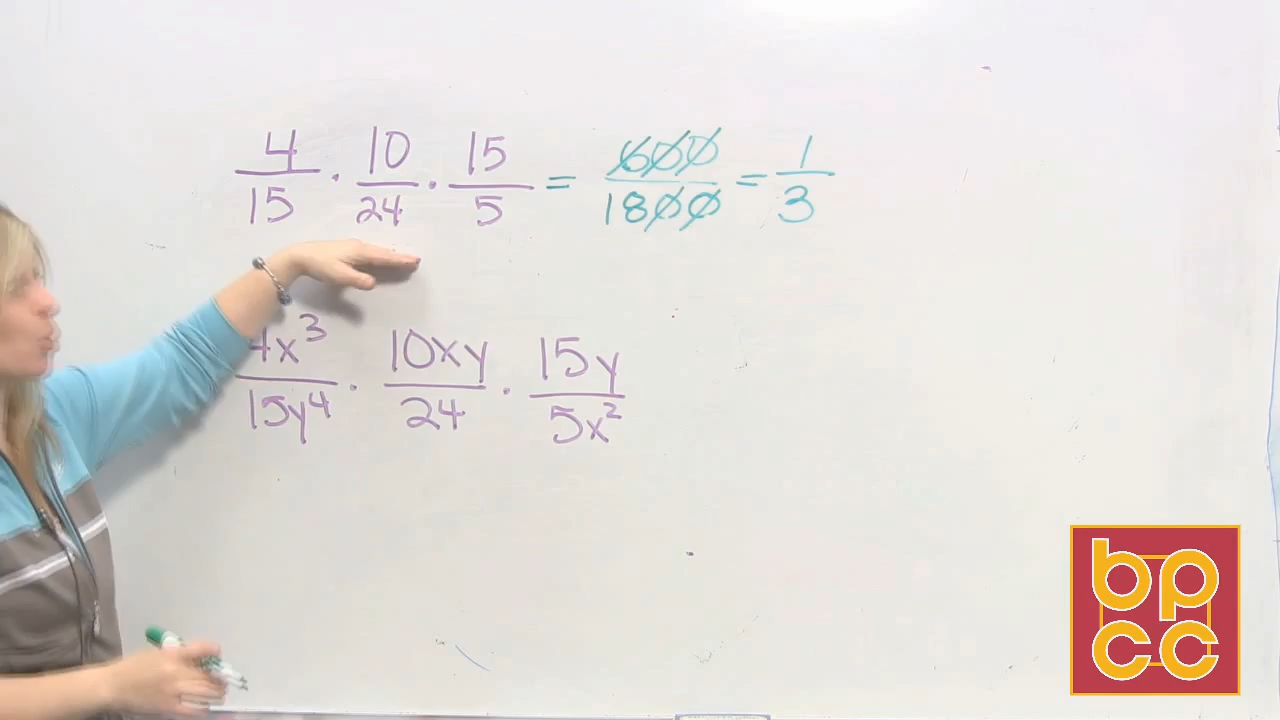 4/15 · 10/24 · 15/5 = 600/1800 = 1/3
4x³/15y⁴ · 10xy/24 · 15y/5x²
bp
cc